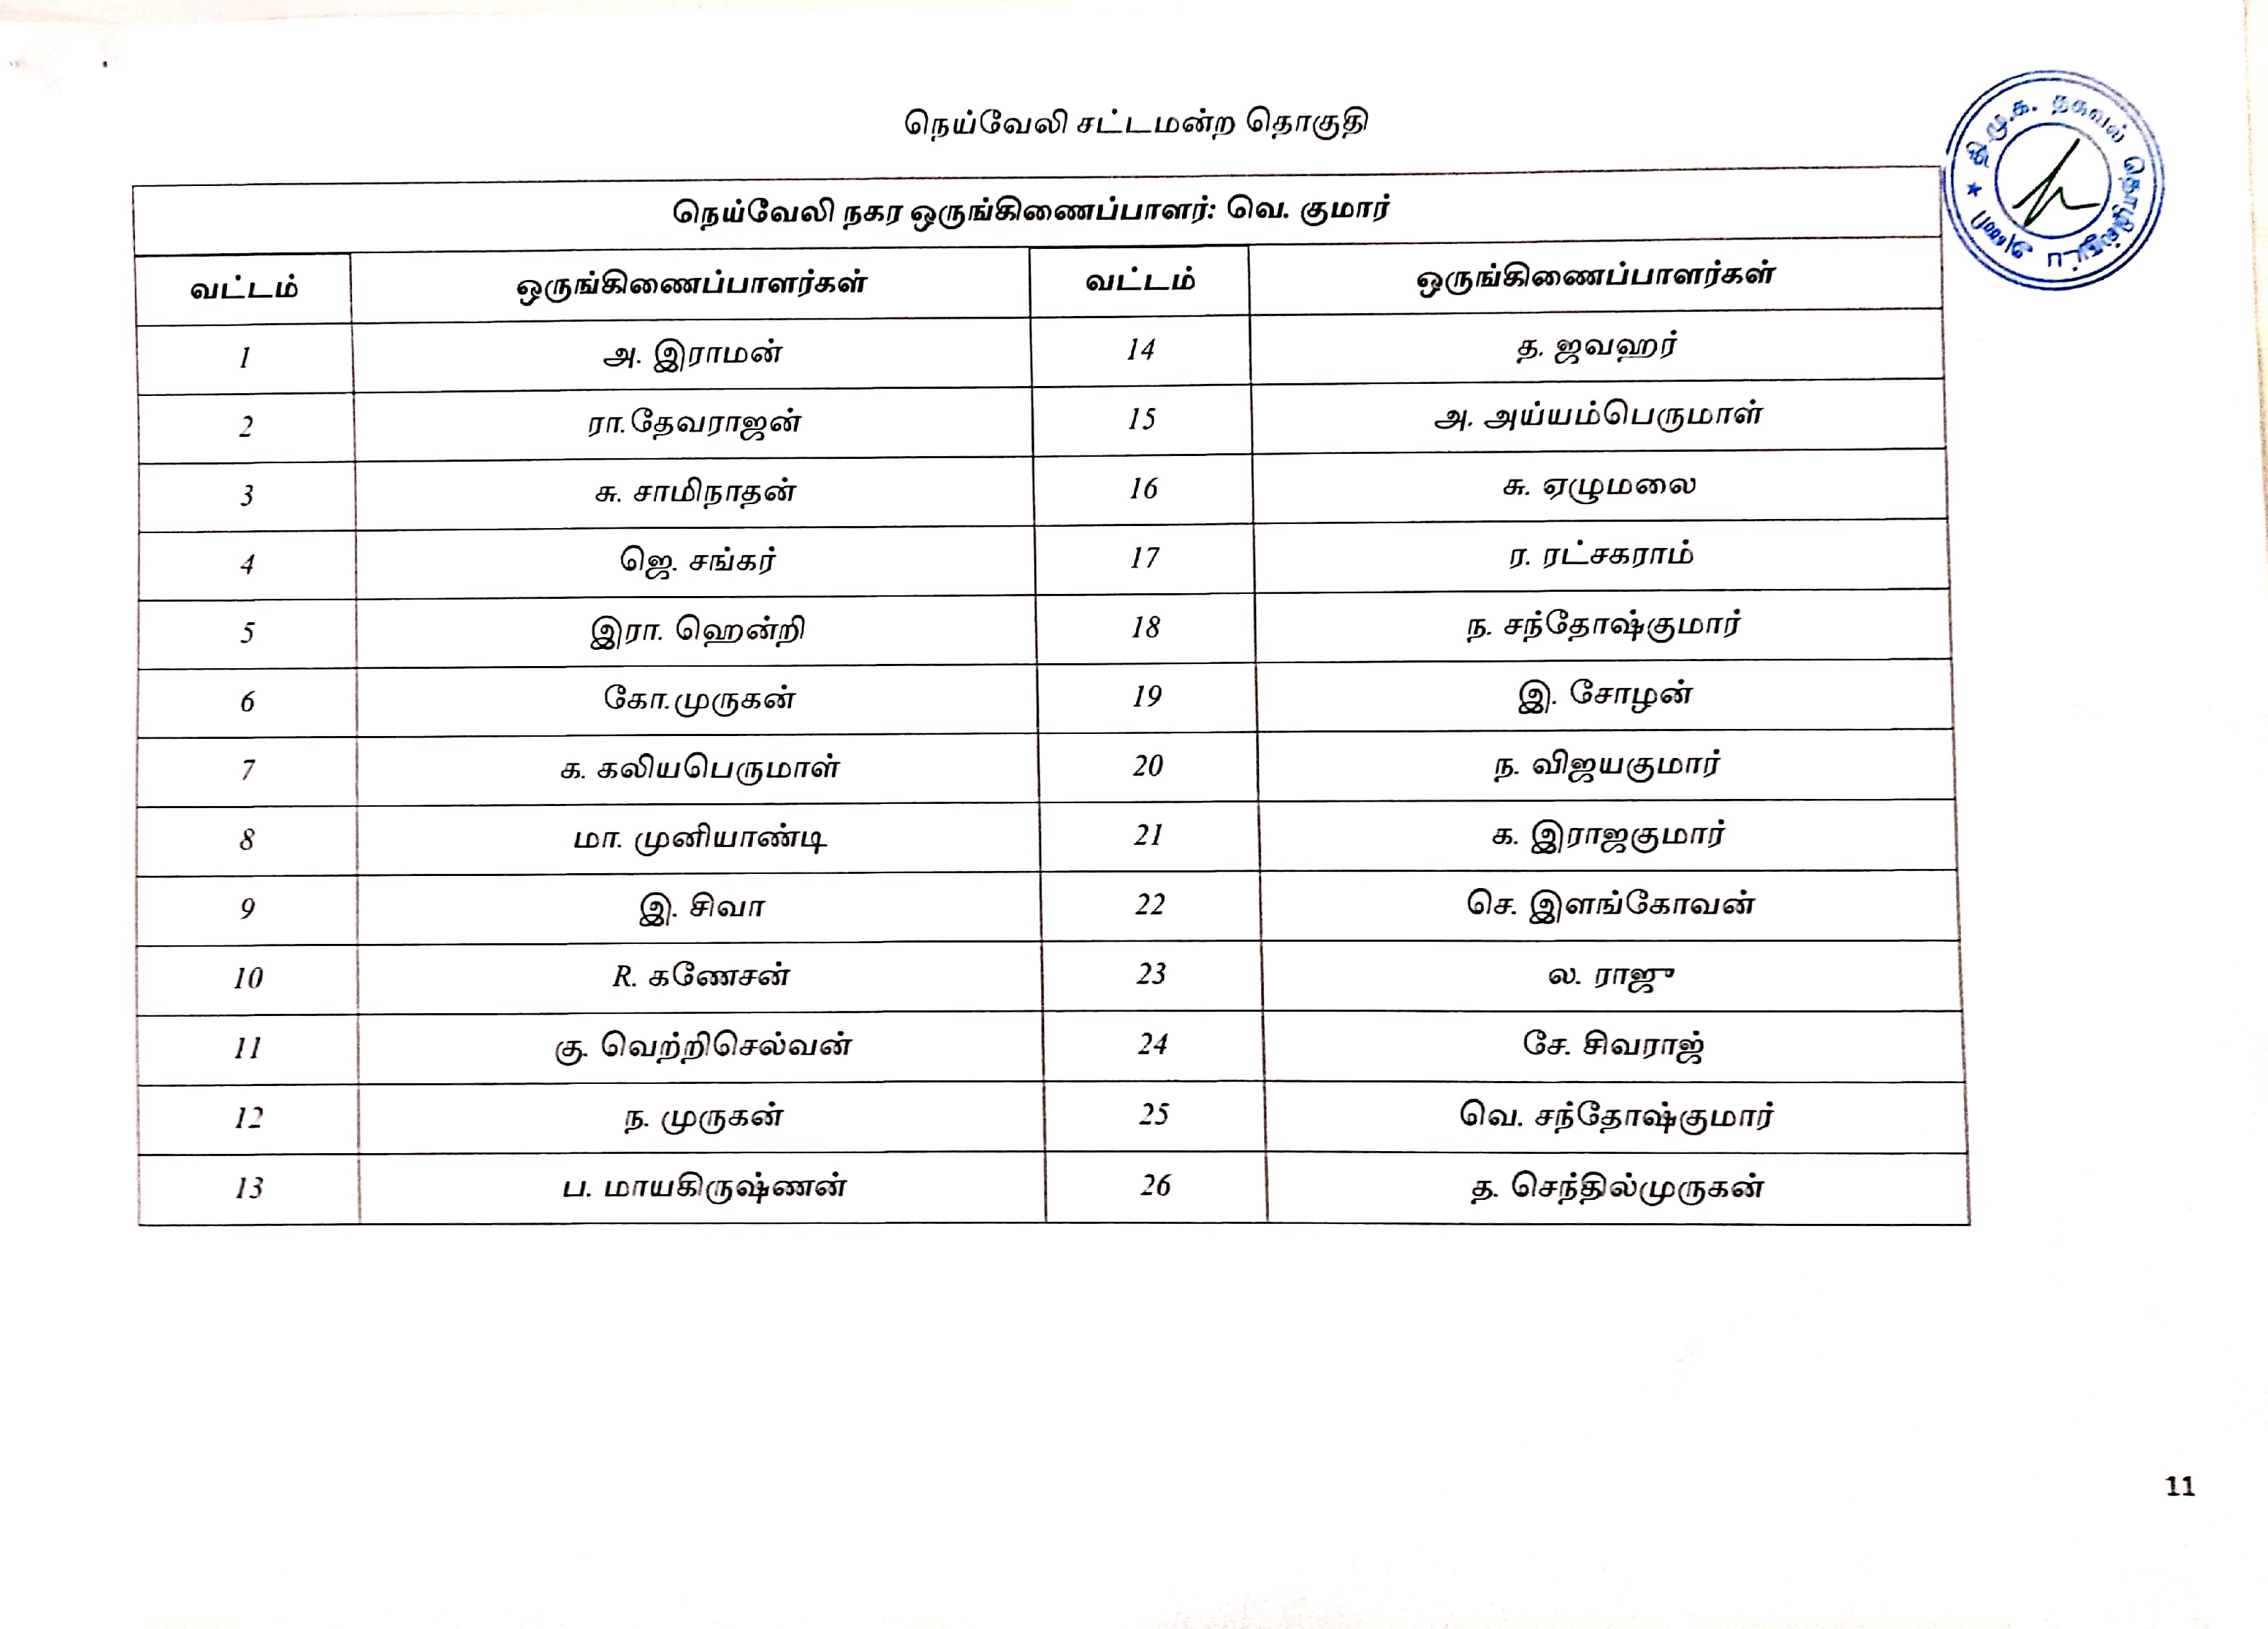 நெய்வேலி சட்டமன்ற தொகுதி
தி.மு.க. தகவல் தொழில்நுட்ப அணி
நெய்வேலி நகர ஒருங்கிணைப்பாளர்: வெ. குமார்
வட்டம் ஒருங்கிணைப்பாளர்கள் வட்டம் ஒருங்கிணைப்பாளர்கள்
1 அ. இராமன் 14 த. ஜவஹர்
2 ரா.தேவராஜன் 15 அ. அய்யம்பெருமாள்
3 சு. சாமிநாதன் 16 சு. ஏழுமலை
4 ஜெ. சங்கர் 17 ர. ரட்சகராம்
5 இரா. ஹென்றி 18 ந. சந்தோஷ்குமார்
6 கோ.முருகன் 19 இ. சோழன்
7 க. கலியபெருமாள் 20 ந. விஜயகுமார்
8 மா. முனியாண்டி 21 க. இராஜகுமார்
9 இ. சிவா 22 செ. இளங்கோவன்
10 R. கணேசன் 23 ல. ராஜு
11 கு. வெற்றிசெல்வன் 24 சே. சிவராஜ்
12 ந. முருகன் 25 வெ. சந்தோஷ்குமார்
13 ப. மாயகிருஷ்ணன் 26 த. செந்தில்முருகன்
11